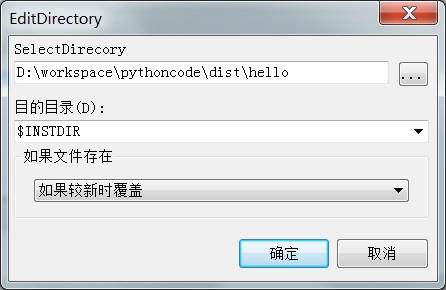 EditDirectory
SelectDirecory
D:\workspace\pythoncode\dist\hello
...
目的目录(D):
$INSTDIR
如果文件存在
如果较新时覆盖
确定
取消